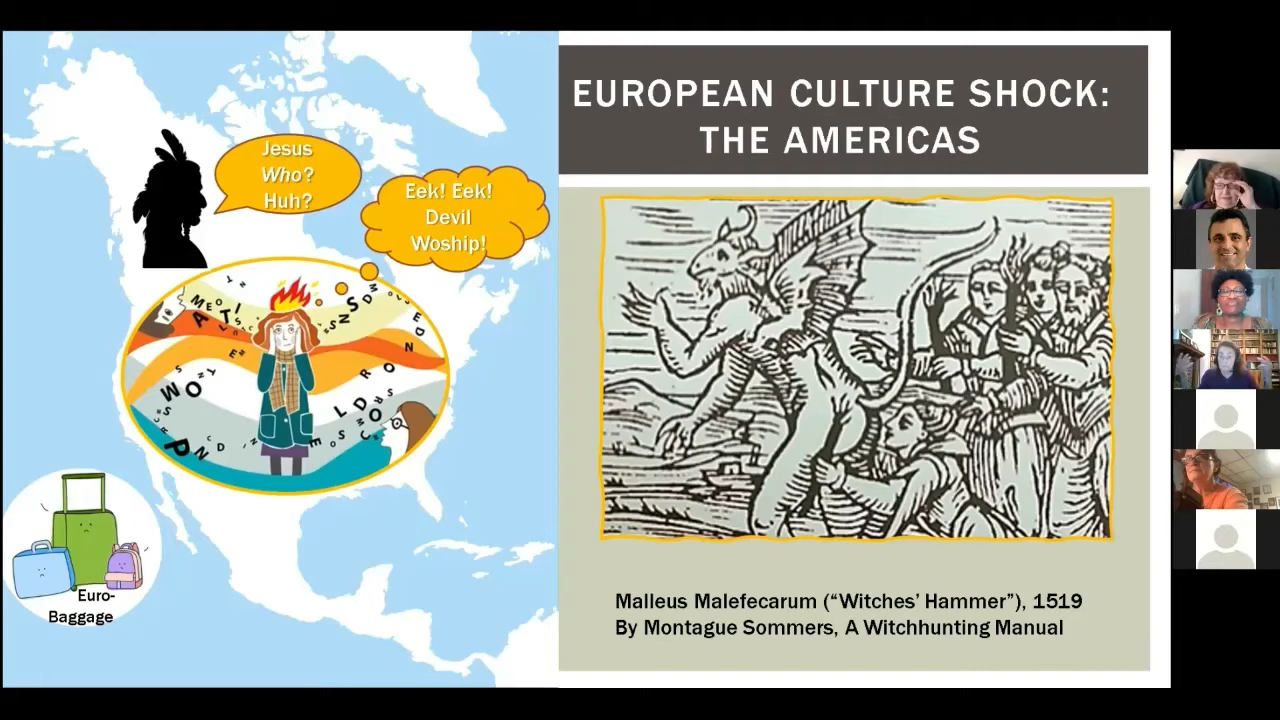 EUROPEAN CULTURE SHOCK:
THE AMERICAS
Jesus
Who?
Huh?
Eek! Eek!
Devil
Woship!
Euro-
Baggage
Malleus Malefecarum (“Witches’ Hammer”), 1519
By Montague Sommers, A Witchhunting Manual